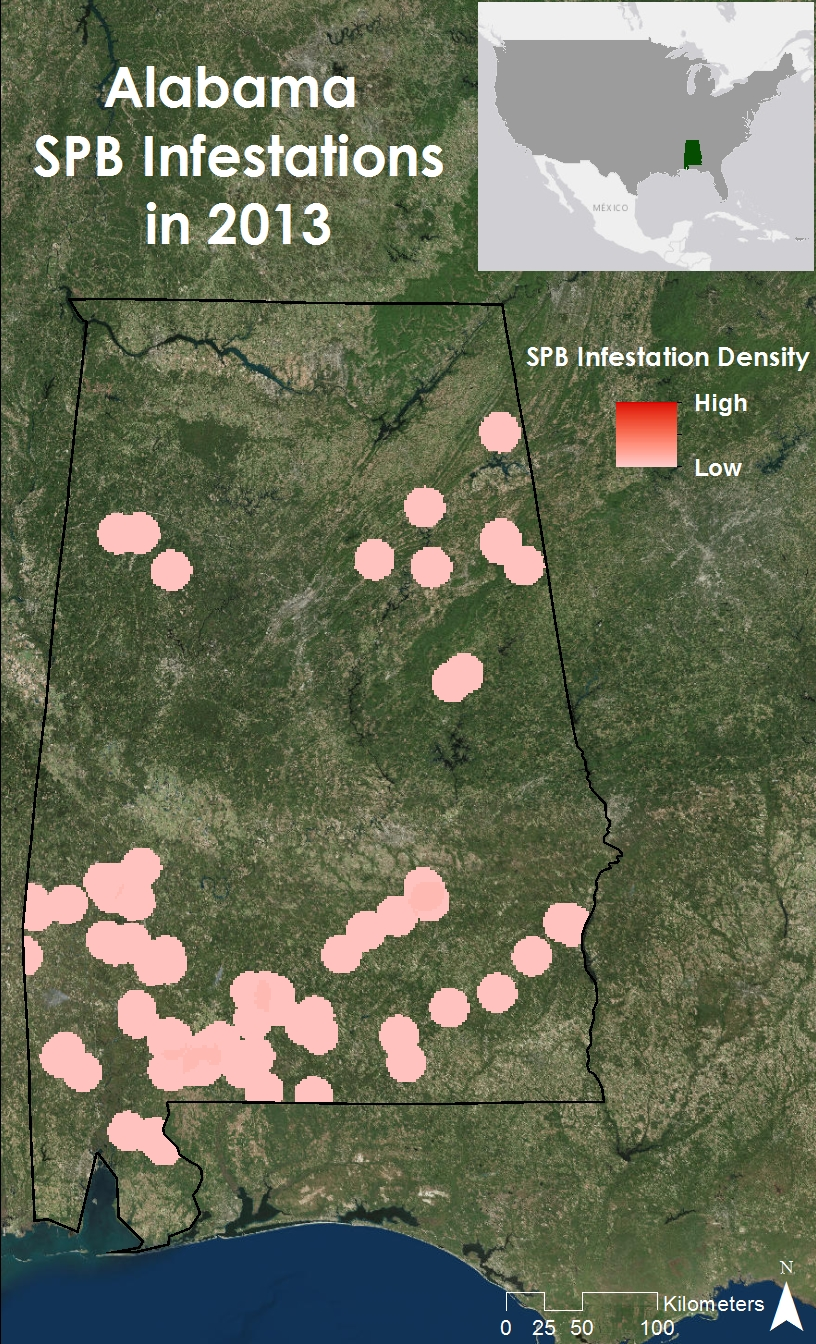 Alabama
SPB Infestations
in 2013
MÉXICO
SPB Infestation Density
High
Low
N
Kilometers
0 25 50 100